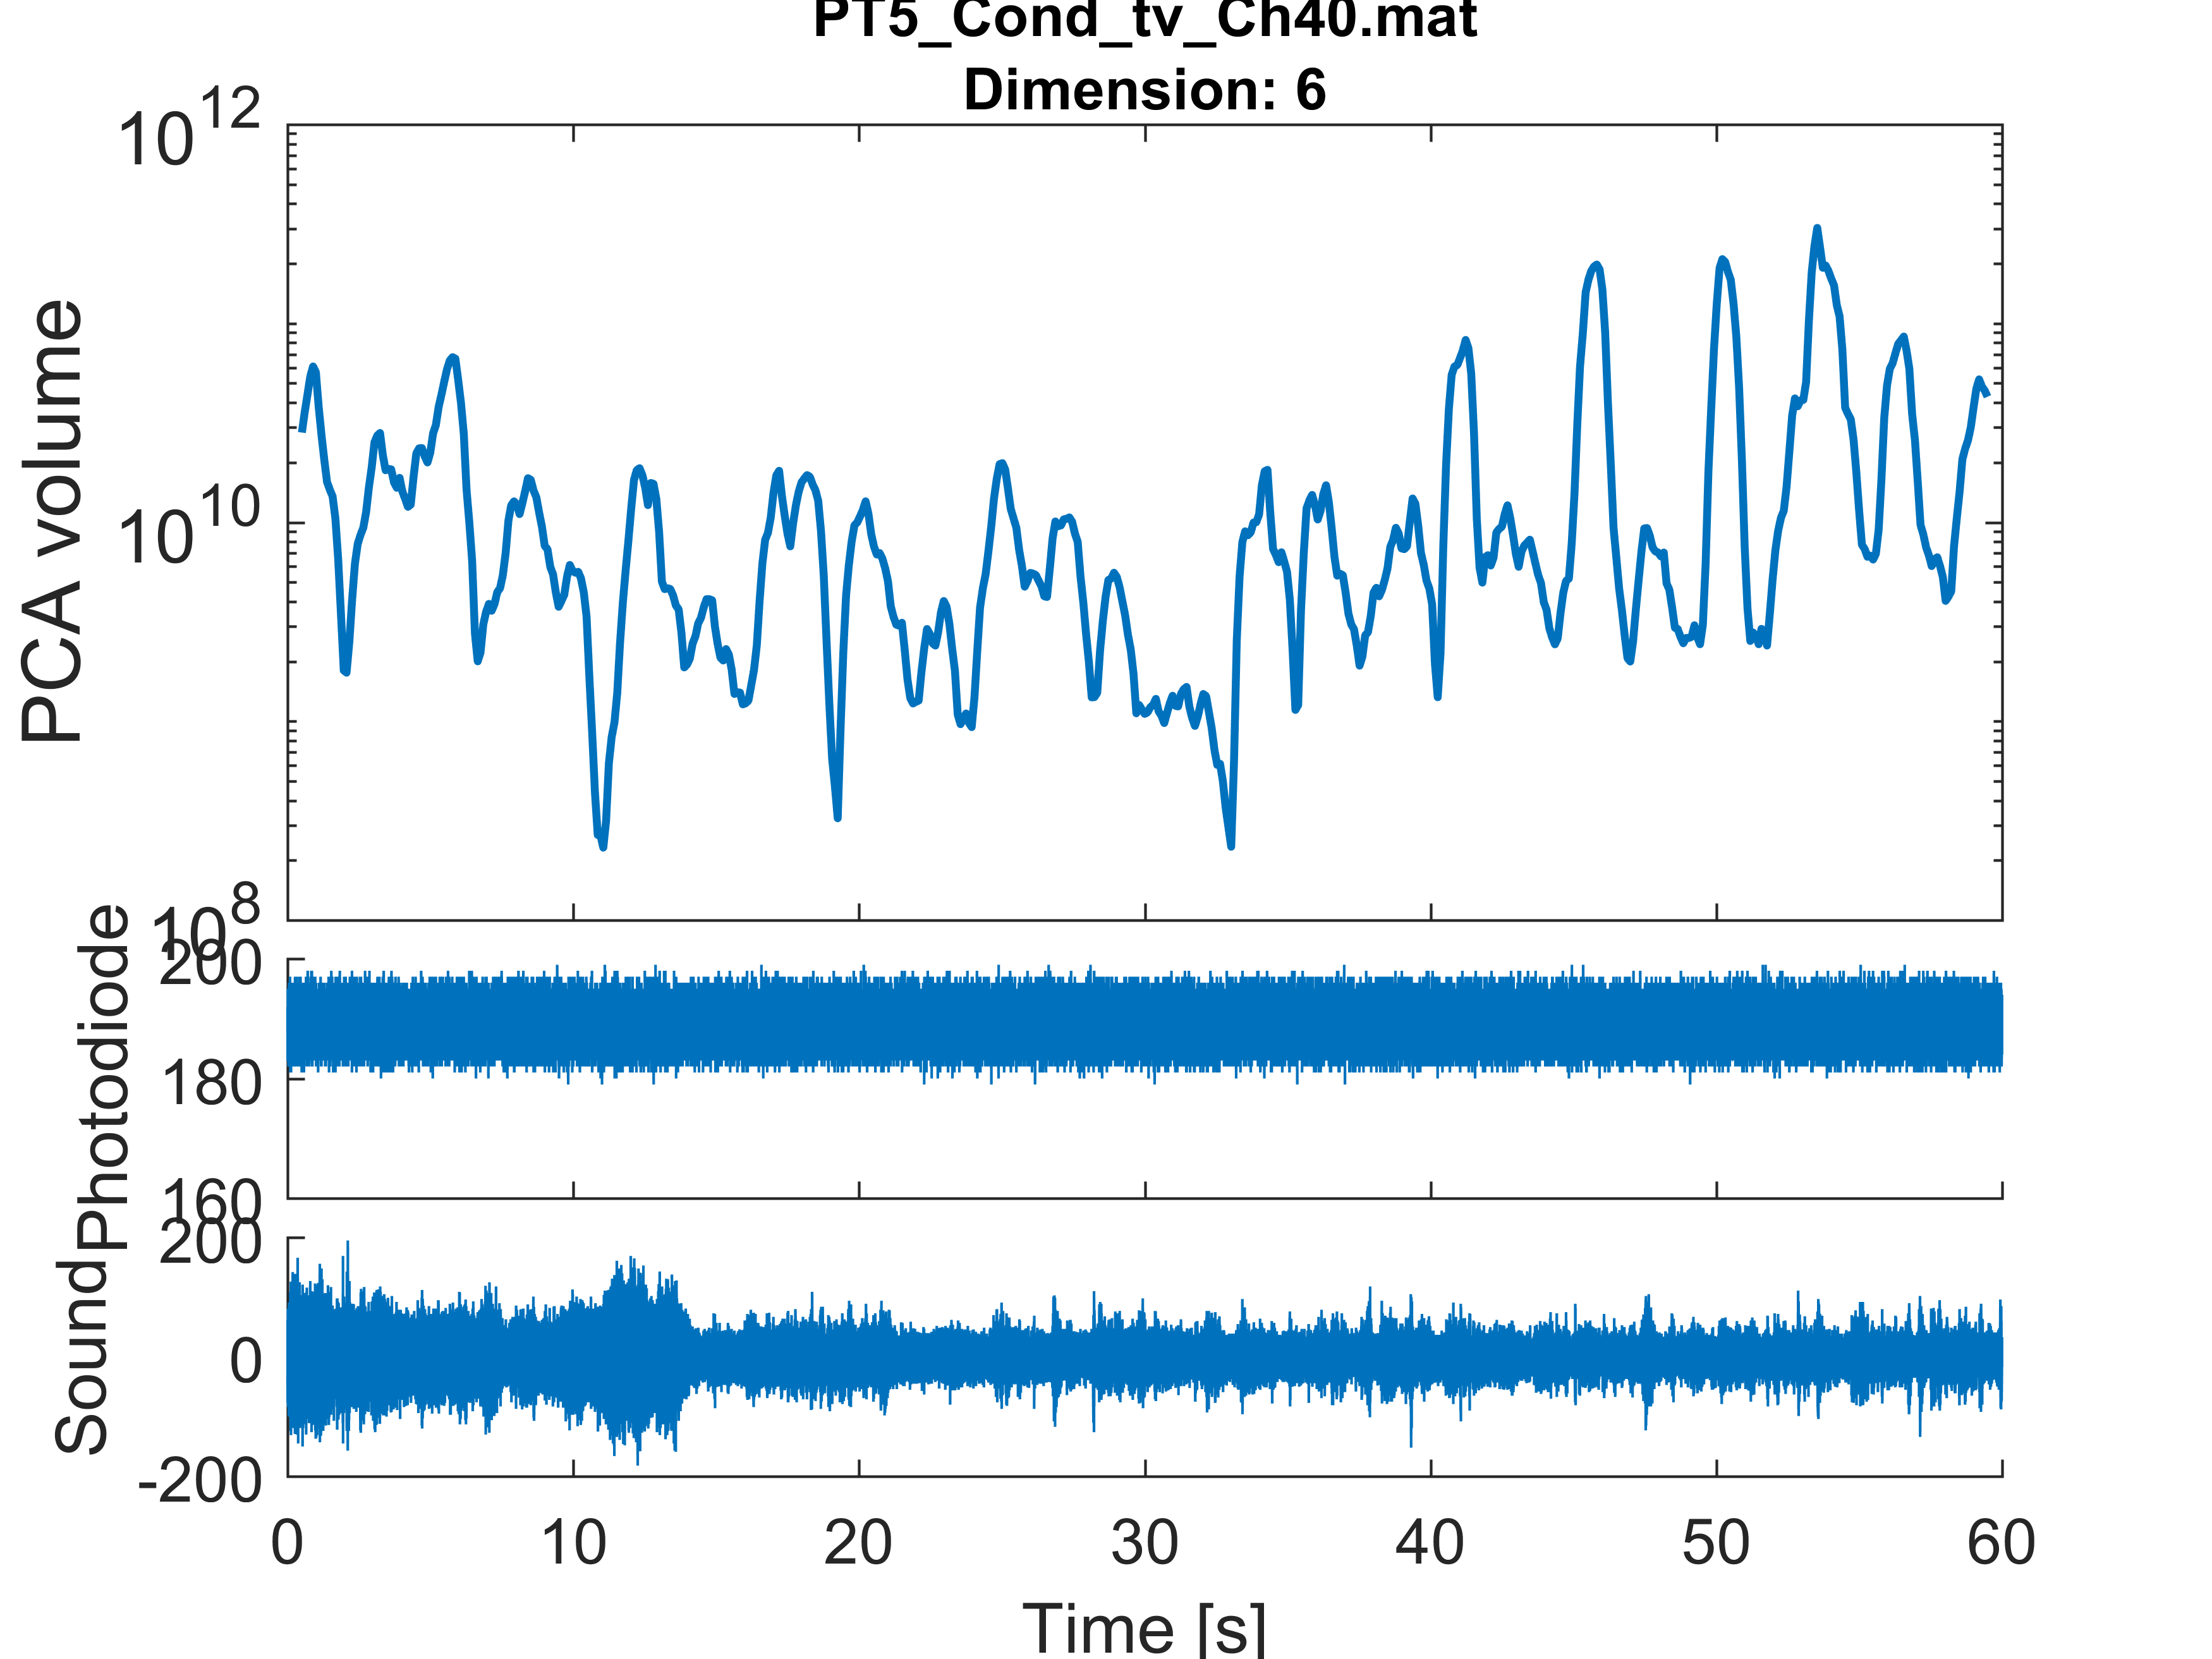 PT5_Cond_tv_Ch40.mat
Dimension: 6
10^12
10^10
10^8
PCA volume
200
180
160
Photodiode
200
0
-200
Sound
0 10 20 30 40 50 60
Time [s]